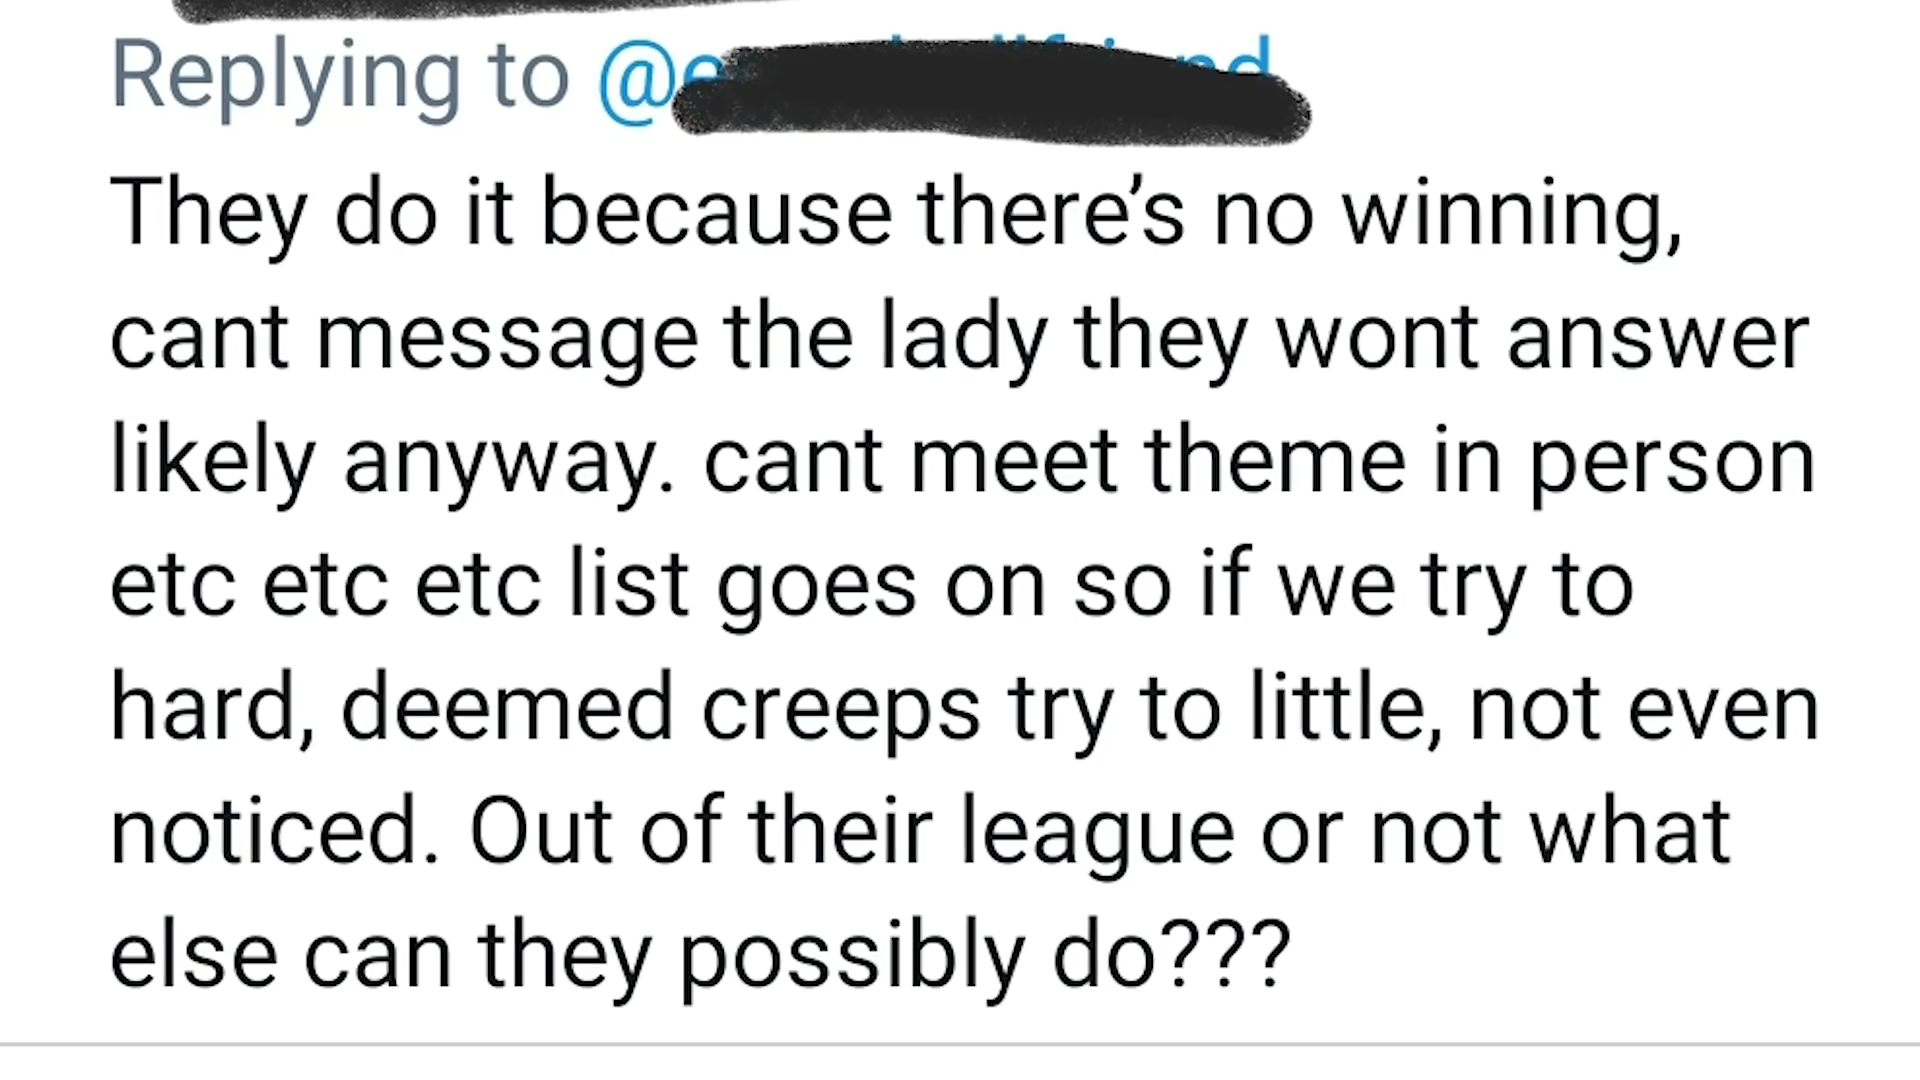 Replying to
They do it because there’s no winning,
cant message the lady they wont answer
likely anyway. cant meet theme in person
etc etc etc list goes on so if we try to
hard, deemed creeps try to little, not even
noticed. Out of their league or not what
else can they possibly do???